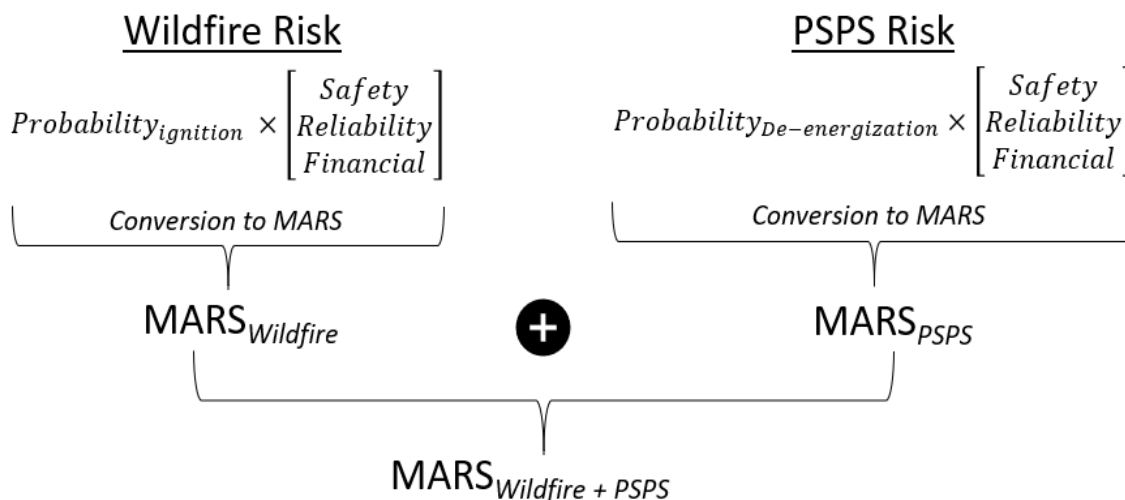 Wildfire Risk
PSPS Risk
Probability_ignition × [Safety
Reliability
Financial]
Probability_De−energization × [Safety
Reliability
Financial]
Conversion to MARS
Conversion to MARS
MARS_Wildfire
+
MARS_PSPS
MARS_Wildfire + PSPS